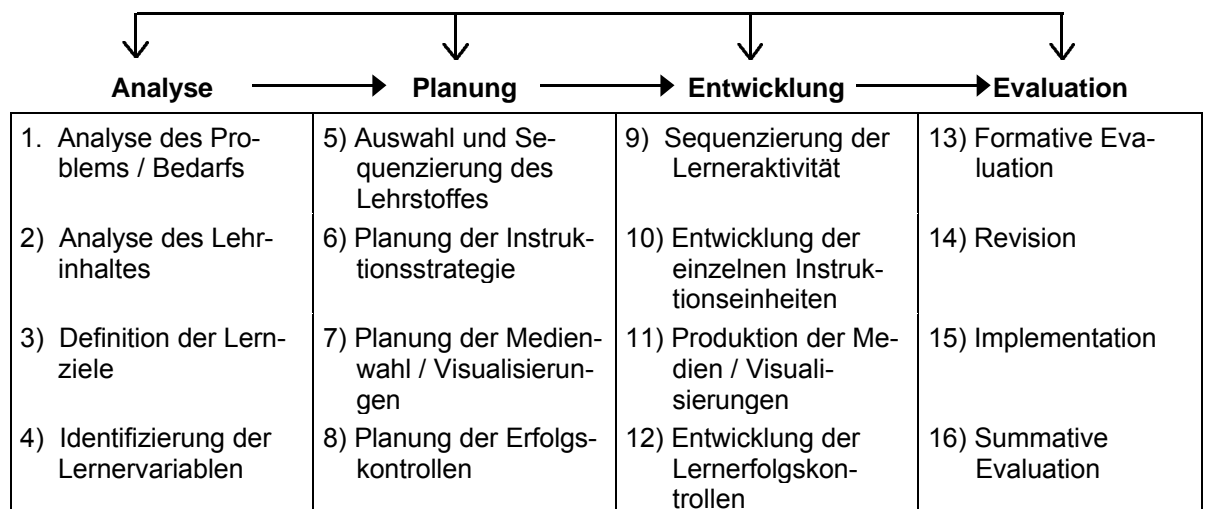 Analyse Planung Entwicklung Evaluation
1. Analyse des Pro-
blems / Bedarfs
5) Auswahl und Se-
quenzierung des
Lehrstoffes
9) Sequenzierung der
Lerneraktivität
13) Formative Eva-
luation
2) Analyse des Lehr-
inhaltes
6) Planung der Instruk-
tionsstrategie
10) Entwicklung der
einzelnen Instruk-
tionseinheiten
14) Revision
3) Definition der Lern-
ziele
7) Planung der Medien-
wahl / Visualisierun-
gen
11) Produktion der Me-
dien / Visuali-
sierungen
15) Implementation
4) Identifizierung der
Lernervariablen
8) Planung der Erfolgs-
kontrollen
12) Entwicklung der
Lernerfolgskon-
trollen
16) Summative
Evaluation